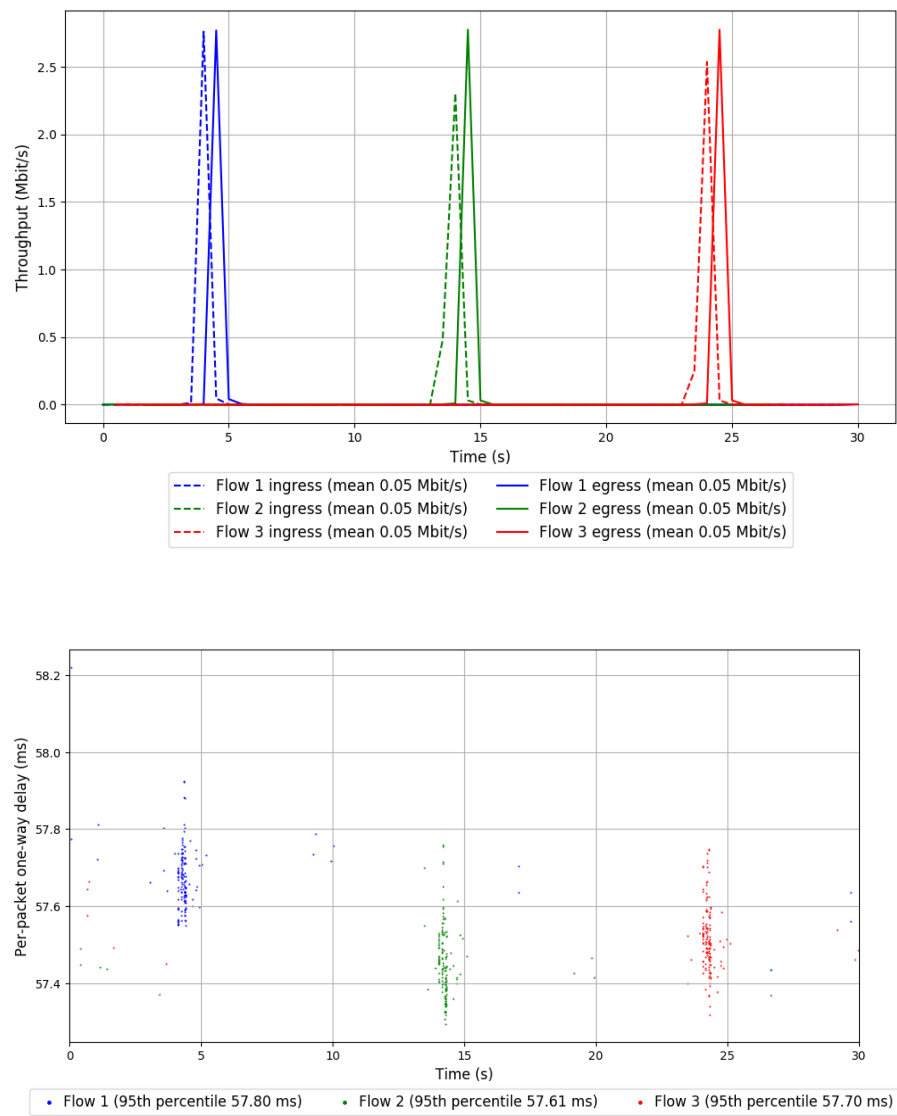 2.5
2.0
1.5
1.0
0.5
0.0
Throughput (Mbit/s)
0 5 10 15 20 25 30
Time (s)
Flow 1 ingress (mean 0.05 Mbit/s) Flow 1 egress (mean 0.05 Mbit/s)
Flow 2 ingress (mean 0.05 Mbit/s) Flow 2 egress (mean 0.05 Mbit/s)
Flow 3 ingress (mean 0.05 Mbit/s) Flow 3 egress (mean 0.05 Mbit/s)
58.2
58.0
57.8
57.6
57.4
Per-packet one-way delay (ms)
0 5 10 15 20 25 30
Time (s)
Flow 1 (95th percentile 57.80 ms) Flow 2 (95th percentile 57.61 ms) Flow 3 (95th percentile 57.70 ms)